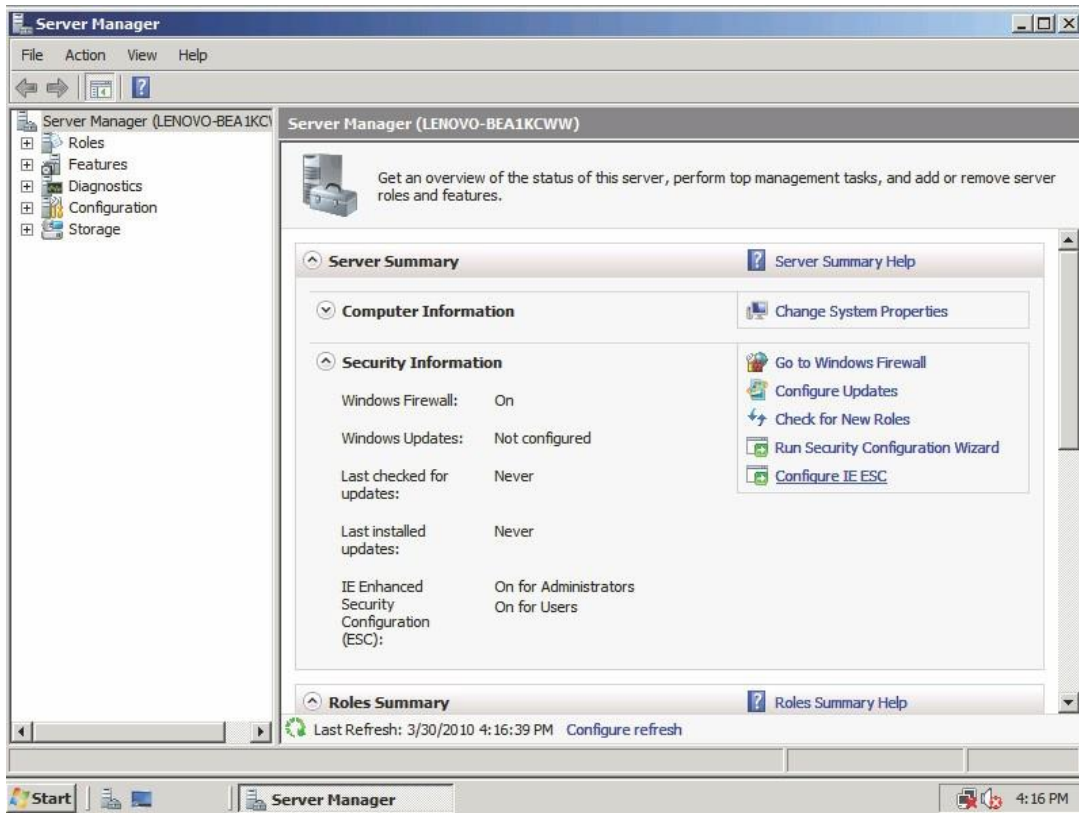 Server Manager
File Action View Help
Server Manager (LENOVO-BEA1KCW
Roles
Features
Diagnostics
Configuration
Storage
Server Manager (LENOVO-BEA1KCWW)
Get an overview of the status of this server, perform top management tasks, and add or remove server
roles and features.
Server Summary
Server Summary Help
Computer Information
Change System Properties
Security Information
Go to Windows Firewall
Configure Updates
Check for New Roles
Run Security Configuration Wizard
Configure IE ESC
Windows Firewall: On
Windows Updates: Not configured
Last checked for
updates:
Never
Last installed
updates:
Never
IE Enhanced
Security
Configuration
(ESC):
On for Administrators
On for Users
Roles Summary
Roles Summary Help
Last Refresh: 3/30/2010 4:16:39 PM Configure refresh
Start
Server Manager
4:16 PM